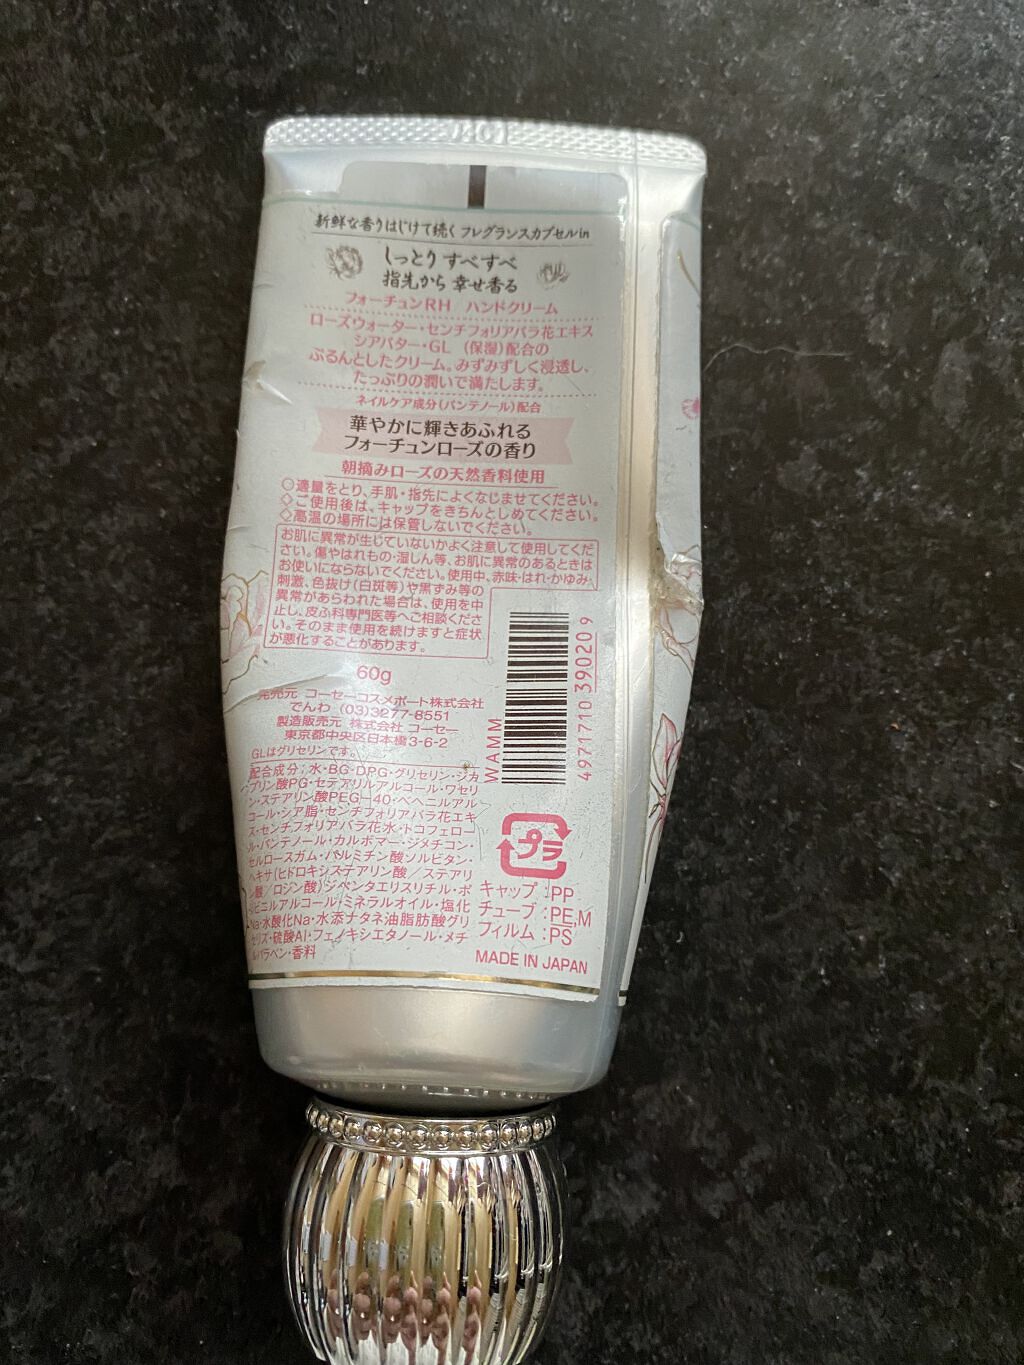 新鮮な香りはじけて続く フレグランスカプセルin
しっとり すべすべ
指先から 幸せ香る
フォーチュンRH ハンドクリーム
ローズウォーター・センチフォリアバラ花エキス
シアバター・GL (保湿)配合の
ぷるんとしたクリーム。みずみずしく浸透し、
たっぷりの潤いで満たします。
ネイルケア成分(パンテノール)配合
華やかに輝きあふれる
フォーチュンローズの香り
朝摘みローズの天然香料使用
◇適量をとり、手肌・指先によくなじませてください。
◇ご使用後は、キャップをきちんとしめてください。
◇高温の場所には保管しないでください。
お肌に異常が生じていないかよく注意して使用してくだ
さい。傷やはれもの・湿しん等、お肌に異常のあるときは
お使いにならないでください。使用中、赤味・はれ・かゆみ、
刺激、色抜け(白斑等)や黒ずみ等の
異常があらわれた場合は、使用を中
止し、皮ふ科専門医等へご相談くださ
い。そのまま使用を続けますと症状
が悪化することがあります。
60g
発売元 コーセーコスメポート株式会社
でんわ (03)3277-8551
製造販売元 株式会社 コーセー
東京都中央区日本橋3-6-2
GLはグリセリンです。
配合成分:水・BG・DPG・グリセリン・ジカ
プリン酸PG・セテアリルアルコール・ワセリ
ン・ステアリン酸PEG-40・ベヘニルアル
コール・シア脂・センチフォリアバラ花エキ
ス・センチフォリアバラ花水・トコフェロー
ル・パンテノール・カルボマー・ジメチコン・
セルロースガム・パルミチン酸ソルビタン・
ヘキサ(ヒドロキシステアリン酸/ステアリ
ン酸/ロジン酸)ジペンタエリスリチル・ポ
リビニルアルコール・ミネラルオイル・塩化
Na・水酸化Na・水添ナタネ油脂肪酸グリ
セリズ・硫酸Al・フェノキシエタノール・メチ
ルパラベン・香料
WAMM
4971710390209
プラ
キャップ:PP
チューブ:PE,M
フィルム:PS
MADE IN JAPAN